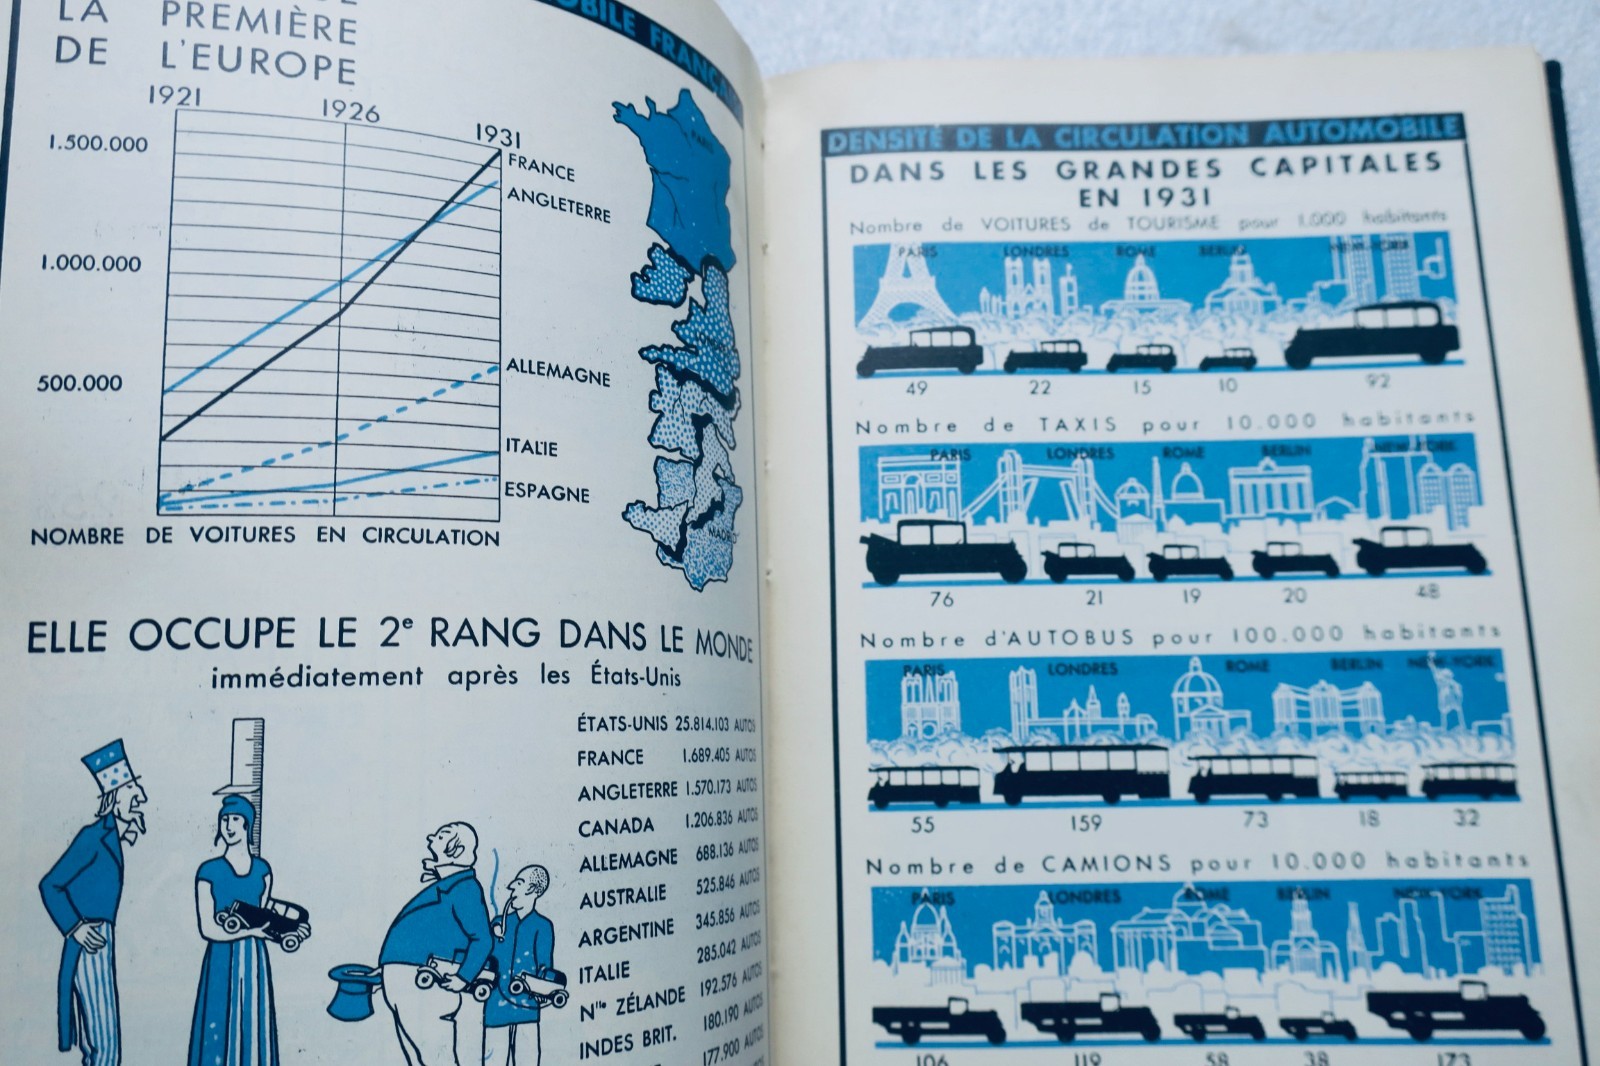 LA PREMIÈRE
DE L'EUROPE
1921
1926
1931
1.500.000
1.000.000
500.000
FRANCE
ANGLETERRE
ALLEMAGNE
ITALIE
ESPAGNE
NOMBRE DE VOITURES EN CIRCULATION
PARIS
ELLE OCCUPE LE 2e RANG DANS LE MONDE
immédiatement après les États-Unis
ÉTATS-UNIS 25.814.103 AUTOS
FRANCE 1.689.405 AUTOS
ANGLETERRE 1.570.173 AUTOS
CANADA 1.206.836 AUTOS
ALLEMAGNE 688.136 AUTOS
AUSTRALIE 525.846 AUTOS
ARGENTINE 345.856 AUTOS
ITALIE 285.042 AUTOS
Nlle ZÉLANDE 192.576 AUTOS
INDES BRIT. 180.190 AUTOS
177.900 AUTOS
DENSITÉ DE LA CIRCULATION AUTOMOBILE
DANS LES GRANDES CAPITALES
EN 1931
Nombre de VOITURES de TOURISME pour 1.000 habitants
PARIS LONDRES ROME BERLIN NEW-YORK
49 22 15 10 92
Nombre de TAXIS pour 10.000 habitants
PARIS LONDRES ROME BERLIN NEW-YORK
76 21 19 20 48
Nombre d'AUTOBUS pour 100.000 habitants
PARIS LONDRES ROME BERLIN NEW-YORK
55 159 73 18 32
Nombre de CAMIONS pour 10.000 habitants
PARIS LONDRES ROME BERLIN NEW-YORK
106 119 58 38 173